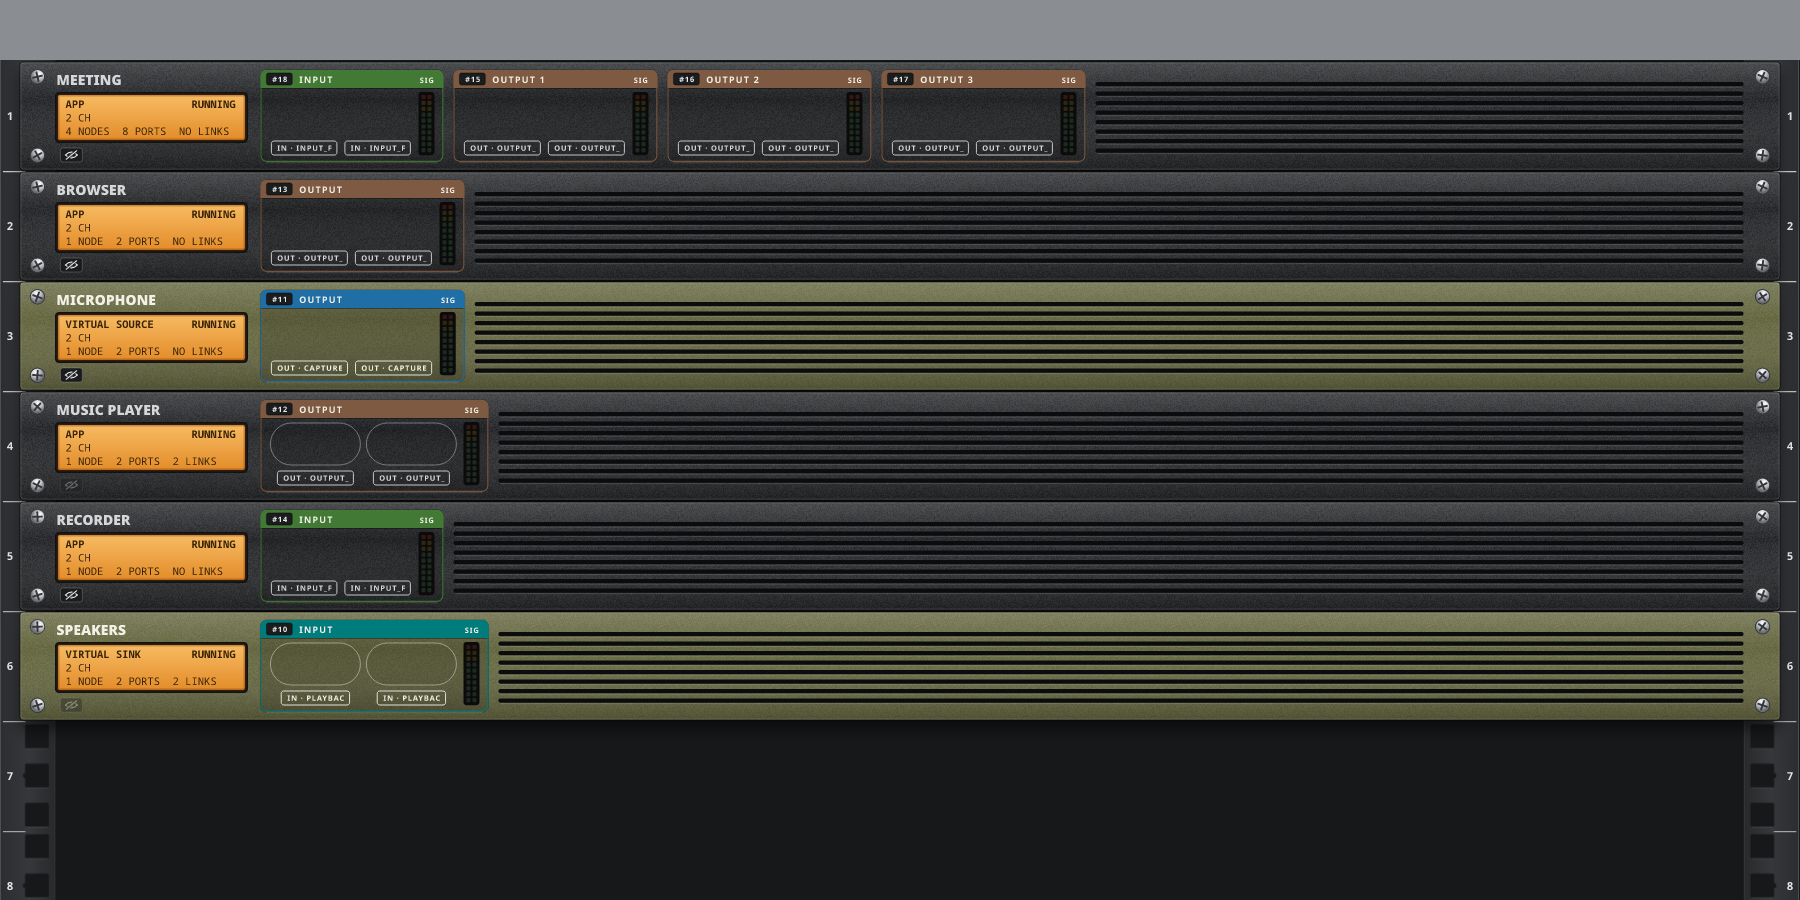 MEETING
#18 INPUT SIG
#15 OUTPUT 1 SIG
#16 OUTPUT 2 SIG
#17 OUTPUT 3 SIG
1
APP RUNNING
2 CH
4 NODES 8 PORTS NO LINKS
IN · INPUT_F IN · INPUT_F
OUT · OUTPUT_ OUT · OUTPUT_
OUT · OUTPUT_ OUT · OUTPUT_
OUT · OUTPUT_ OUT · OUTPUT_
1
BROWSER
#13 OUTPUT SIG
2
APP RUNNING
2 CH
1 NODE 2 PORTS NO LINKS
OUT · OUTPUT_ OUT · OUTPUT_
2
MICROPHONE
#11 OUTPUT SIG
3
VIRTUAL SOURCE RUNNING
2 CH
1 NODE 2 PORTS NO LINKS
OUT · CAPTURE OUT · CAPTURE
3
MUSIC PLAYER
#12 OUTPUT SIG
4
APP RUNNING
2 CH
1 NODE 2 PORTS 2 LINKS
OUT · OUTPUT_ OUT · OUTPUT_
4
RECORDER
#14 INPUT SIG
5
APP RUNNING
2 CH
1 NODE 2 PORTS NO LINKS
IN · INPUT_F IN · INPUT_F
5
SPEAKERS
#10 INPUT SIG
6
VIRTUAL SINK RUNNING
2 CH
1 NODE 2 PORTS 2 LINKS
IN · PLAYBAC IN · PLAYBAC
6
7 7
8 8